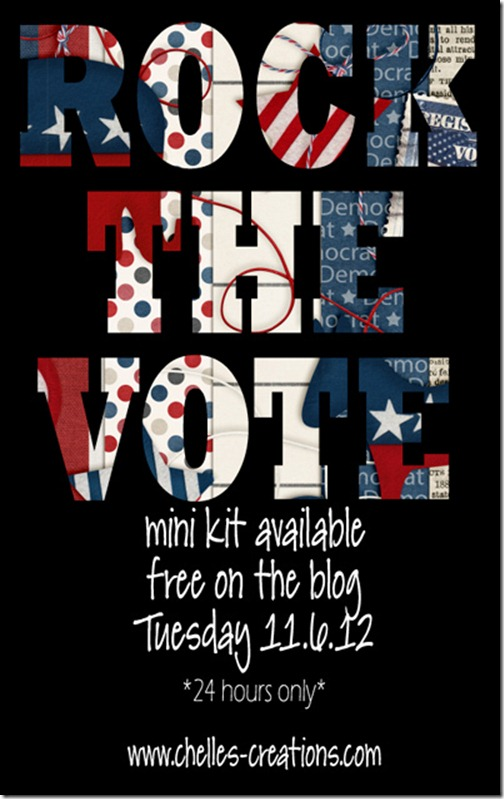 ROCK
THE
VOTE
mini kit available
free on the blog
Tuesday 11.6.12
*24 hours only*
www.chelles-creations.com